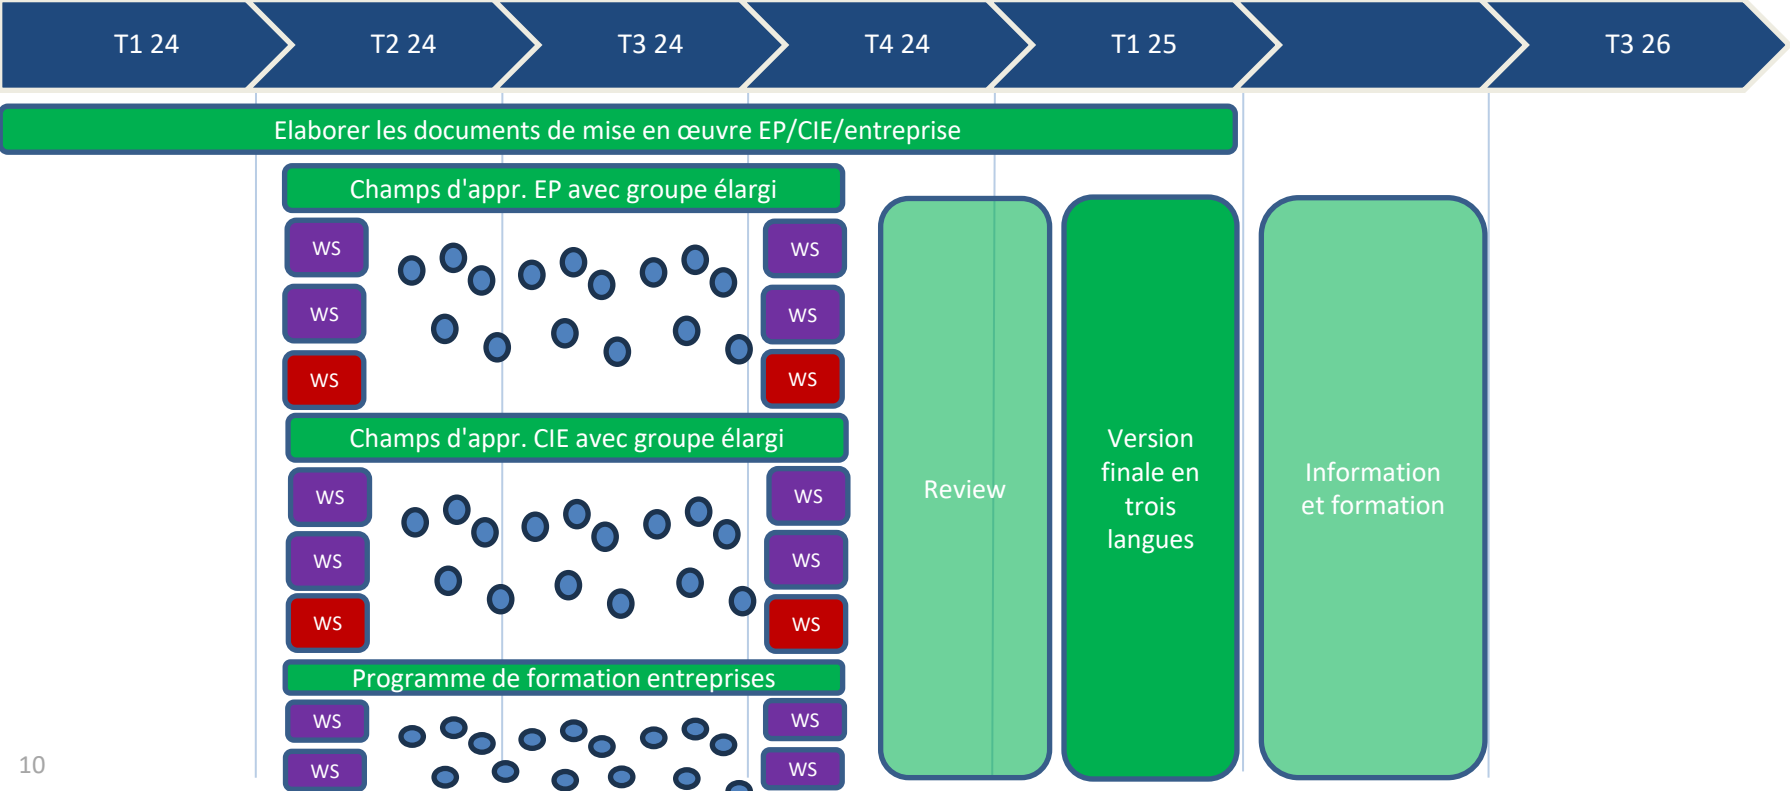 T1 24
T2 24
T3 24
T4 24
T1 25
T3 26
Elaborer les documents de mise en œuvre EP/CIE/entreprise
Champs d'appr. EP avec groupe élargi
WS
WS
WS
WS
WS
WS
Champs d'appr. CIE avec groupe élargi
WS
WS
WS
WS
WS
WS
Programme de formation entreprises
WS
WS
WS
WS
Review
Version
finale en
trois
langues
Information
et formation
10